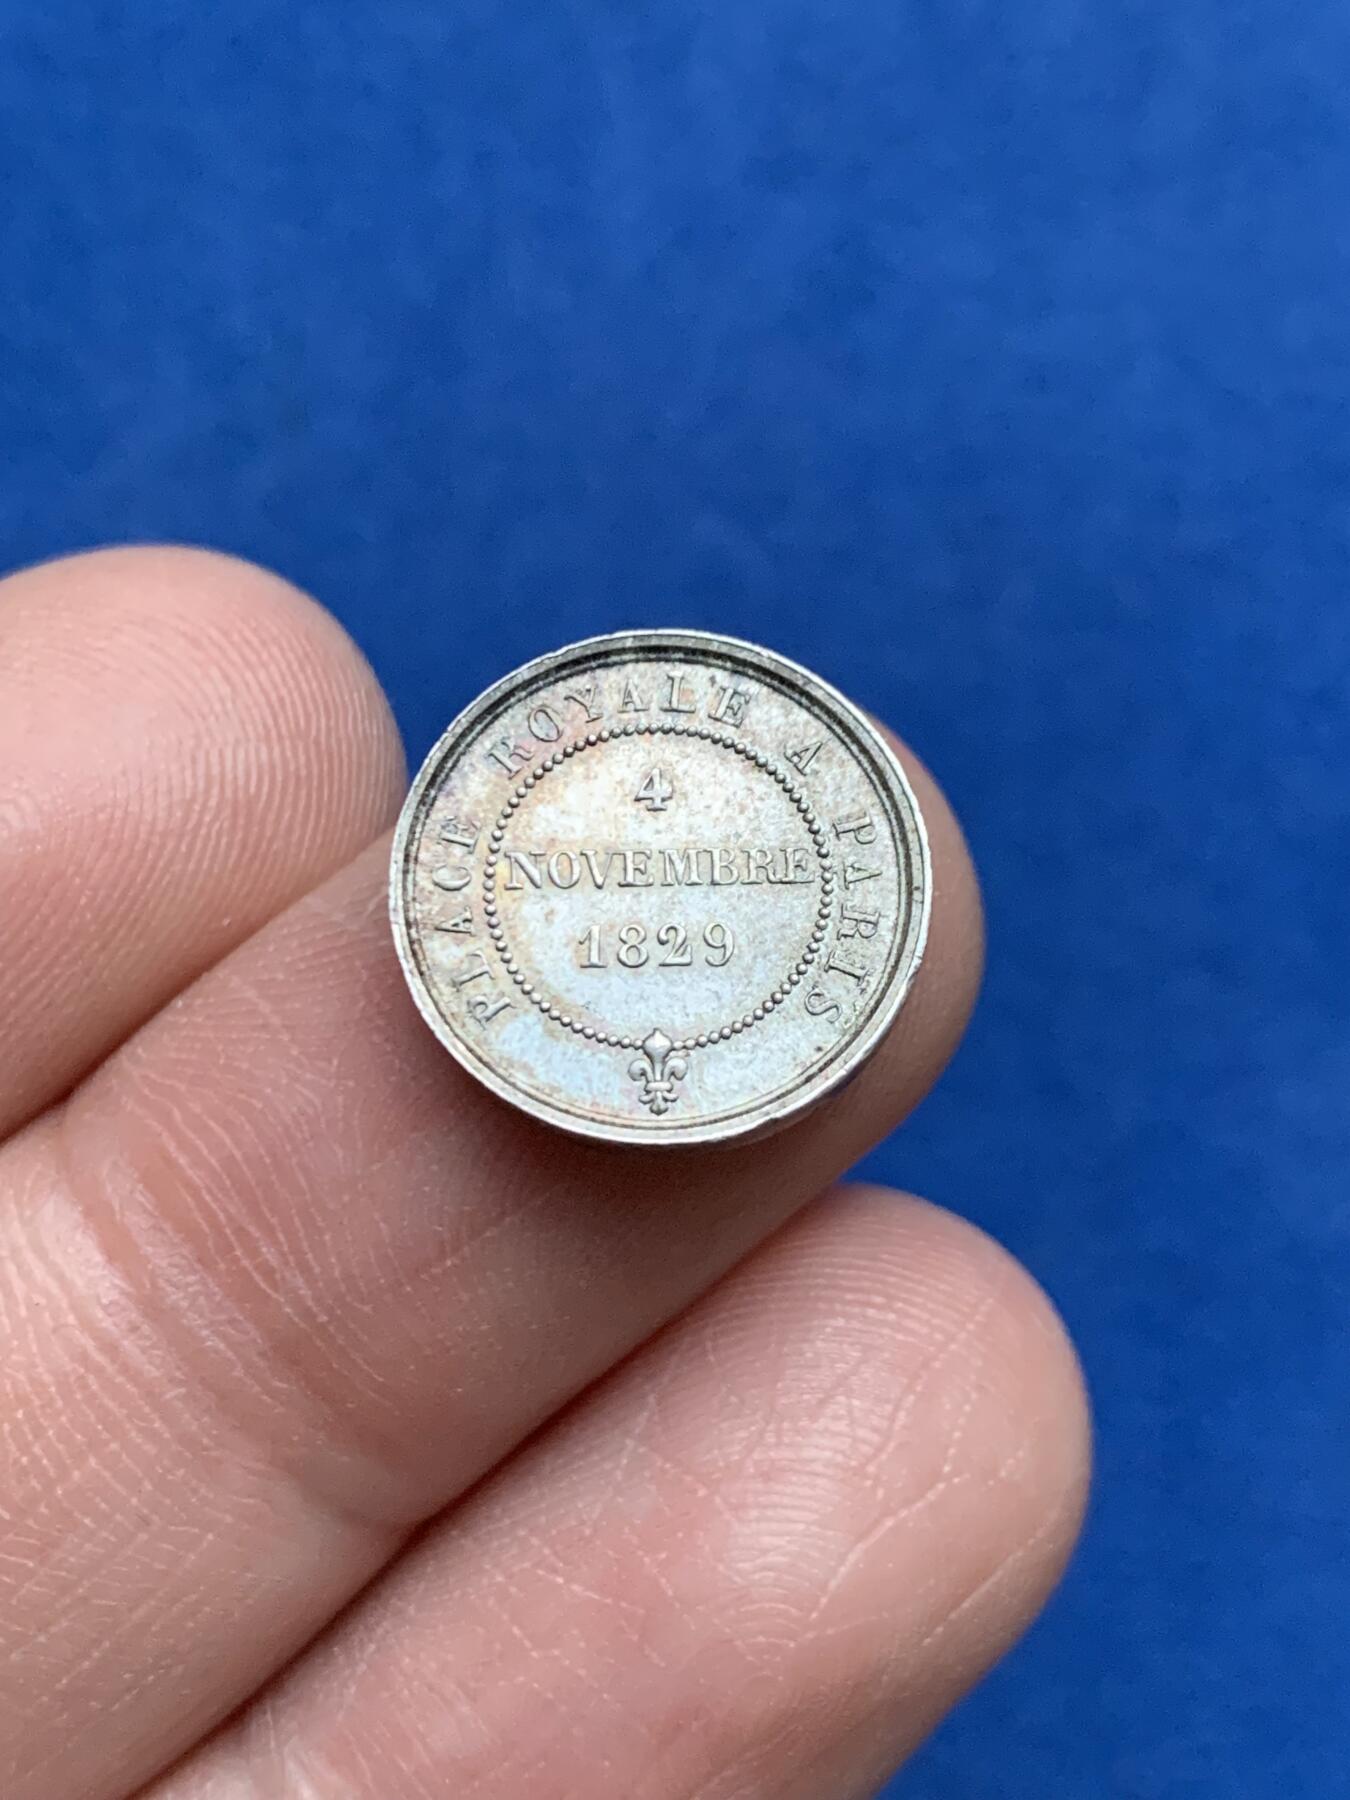 PLACE ROYALE A PARIS
4
NOVEMBRE
1829